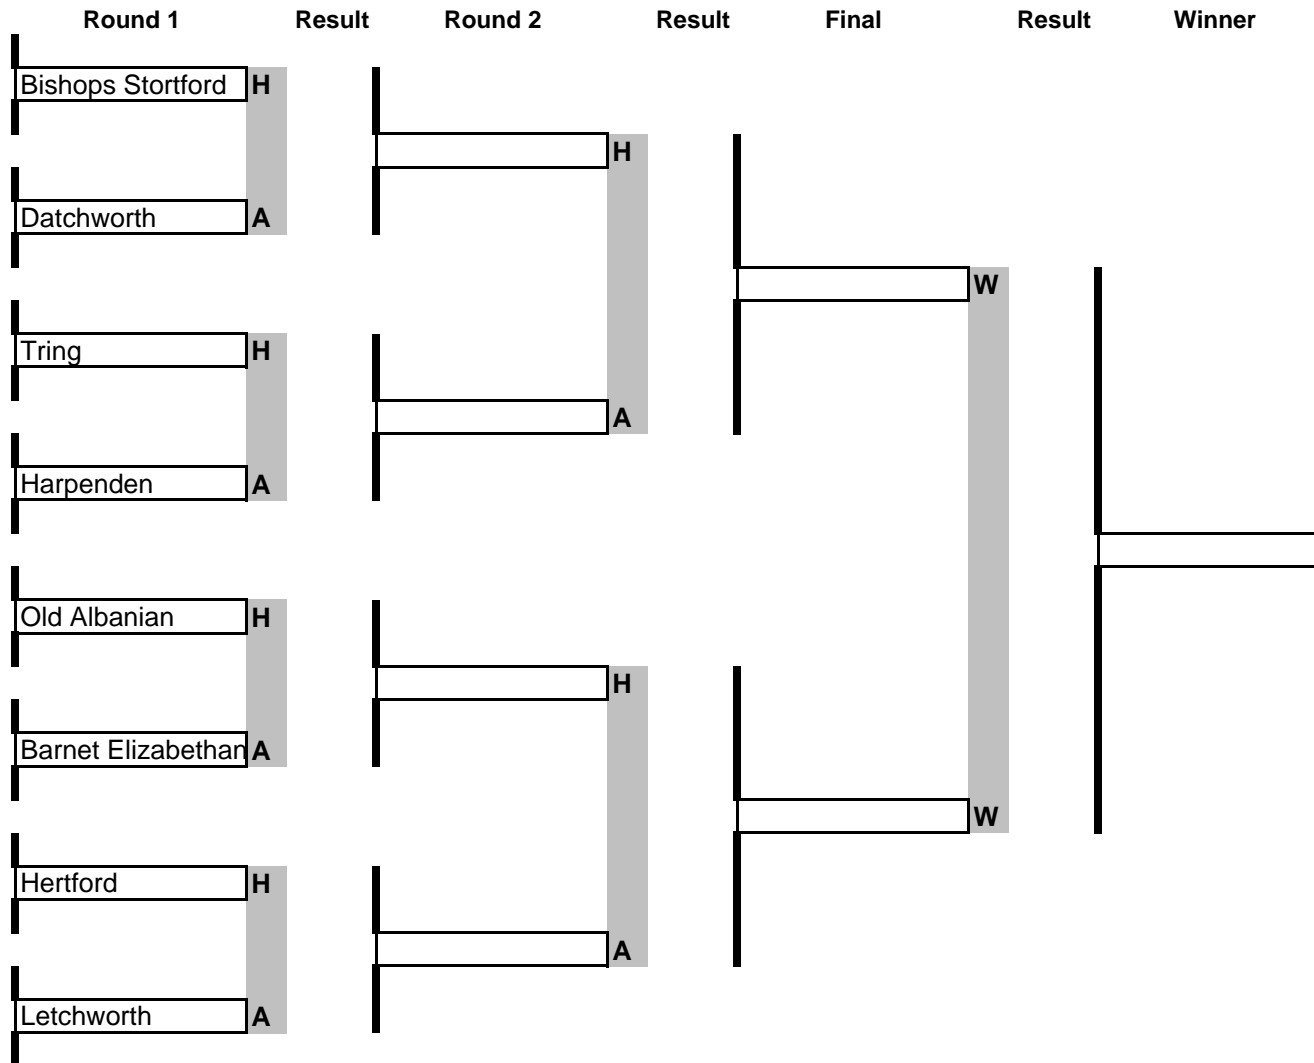 Round 1 Result Round 2 Result Final Result Winner
Bishops Stortford H
H
Datchworth A
W
Tring H
A
Harpenden A
Old Albanian H
H
Barnet Elizabethan A
W
Hertford H
A
Letchworth A